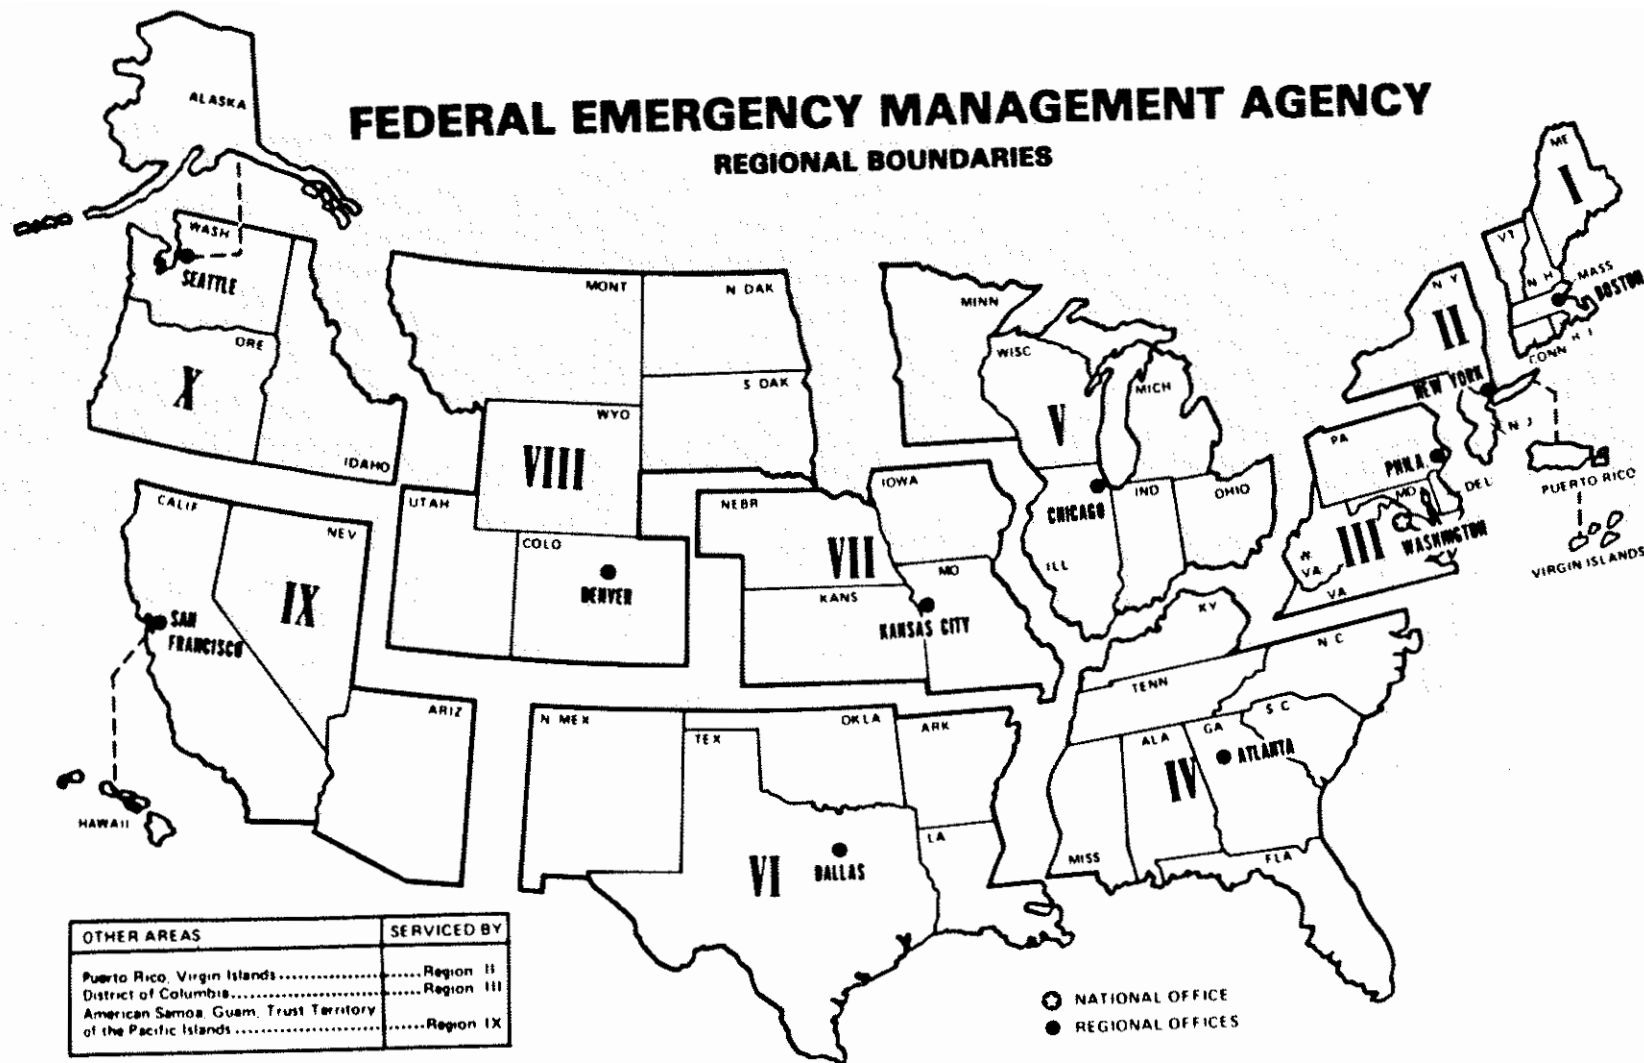 FEDERAL EMERGENCY MANAGEMENT AGENCY
REGIONAL BOUNDARIES
ALASKA
WASH
SEATTLE
ORE
X
IDAHO
MONT
N DAK
S DAK
WYO
VIII
UTAH
COLO
DENVER
CALIF
NEV
IX
SAN
FRANCISCO
ARIZ
HAWAII
MINN
WISC
MICH
V
CHICAGO
ILL
IND
OHIO
NEBR
IOWA
VII
KANS
MO
KANSAS CITY
N MEX
TEX
OKLA
ARK
LA
VI
DALLAS
ME
I
VT
N H
MASS
BOSTON
CONN
R I
N Y
II
NEW YORK
N J
PUERTO RICO
VIRGIN ISLANDS
PA
PHILA
MD
DEL
III
WASHINGTON
W
VA
VA
KY
TENN
N C
S C
MISS
ALA
GA
IV
ATLANTA
FLA
OTHER AREAS SERVICED BY
Puerto Rico, Virgin Islands ........................ Region II
District of Columbia ........................ Region III
American Samoa, Guam, Trust Territory
of the Pacific Islands ........................ Region IX
NATIONAL OFFICE
REGIONAL OFFICES